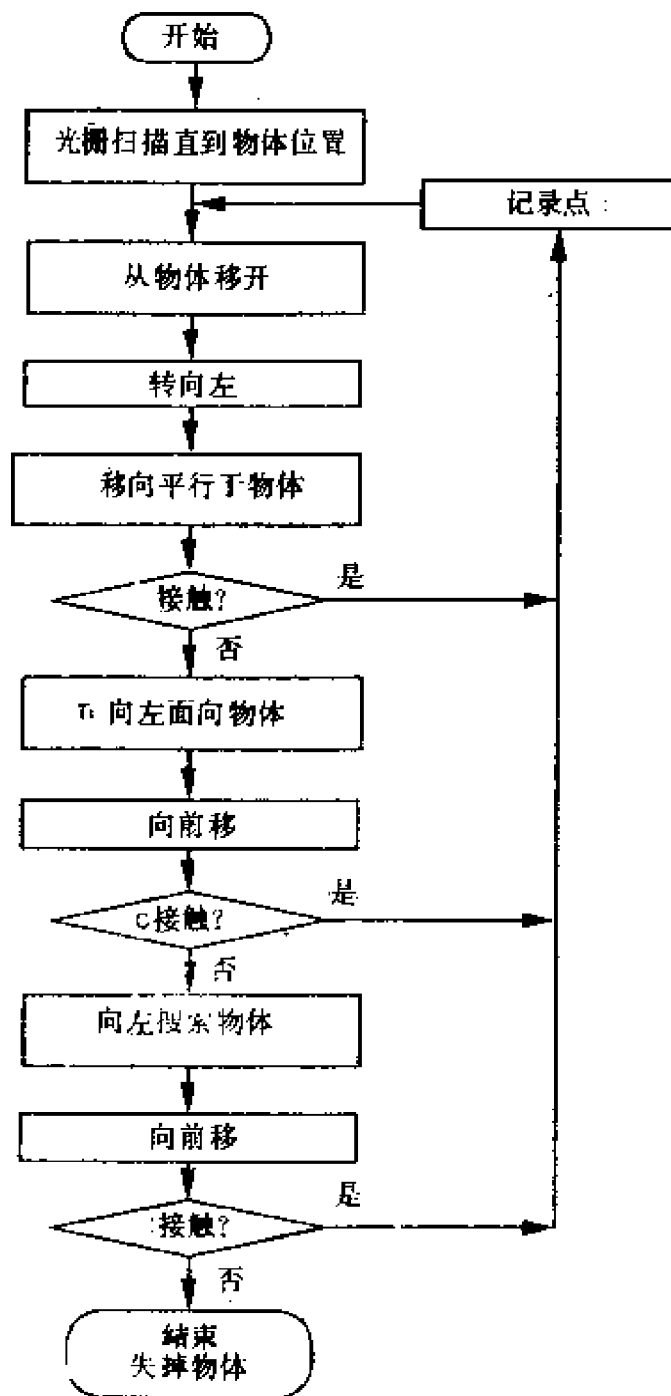 开始
光栅扫描直到物体位置
记录点:
从物体移开
转向左
移向平行于物体
接触?
是
否
向左面向物体
向前移
C接触?
是
否
向左搜索物体
向前移
接触?
是
否
结束
失掉物体